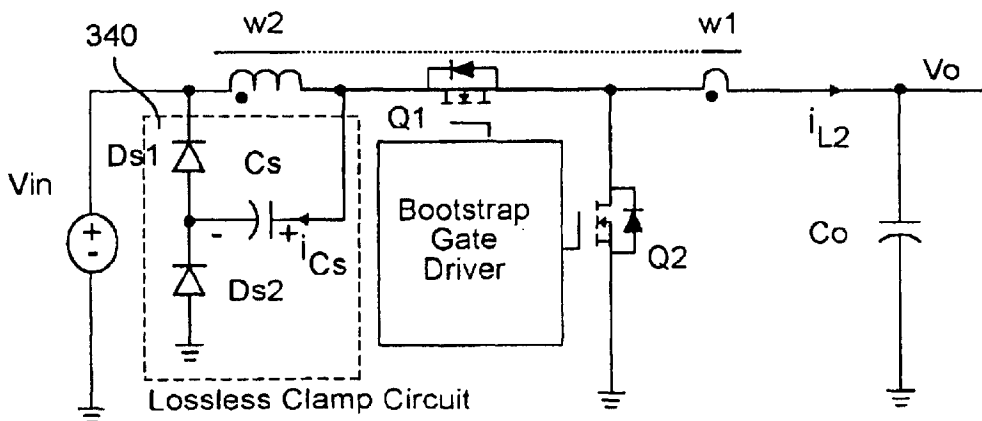 340
w2
w1
Vo
Q1
i_L2
Ds1
Cs
Vin
+
-
Bootstrap
Gate
Driver
- +
i_Cs
Q2
Co
Ds2
Lossless Clamp Circuit